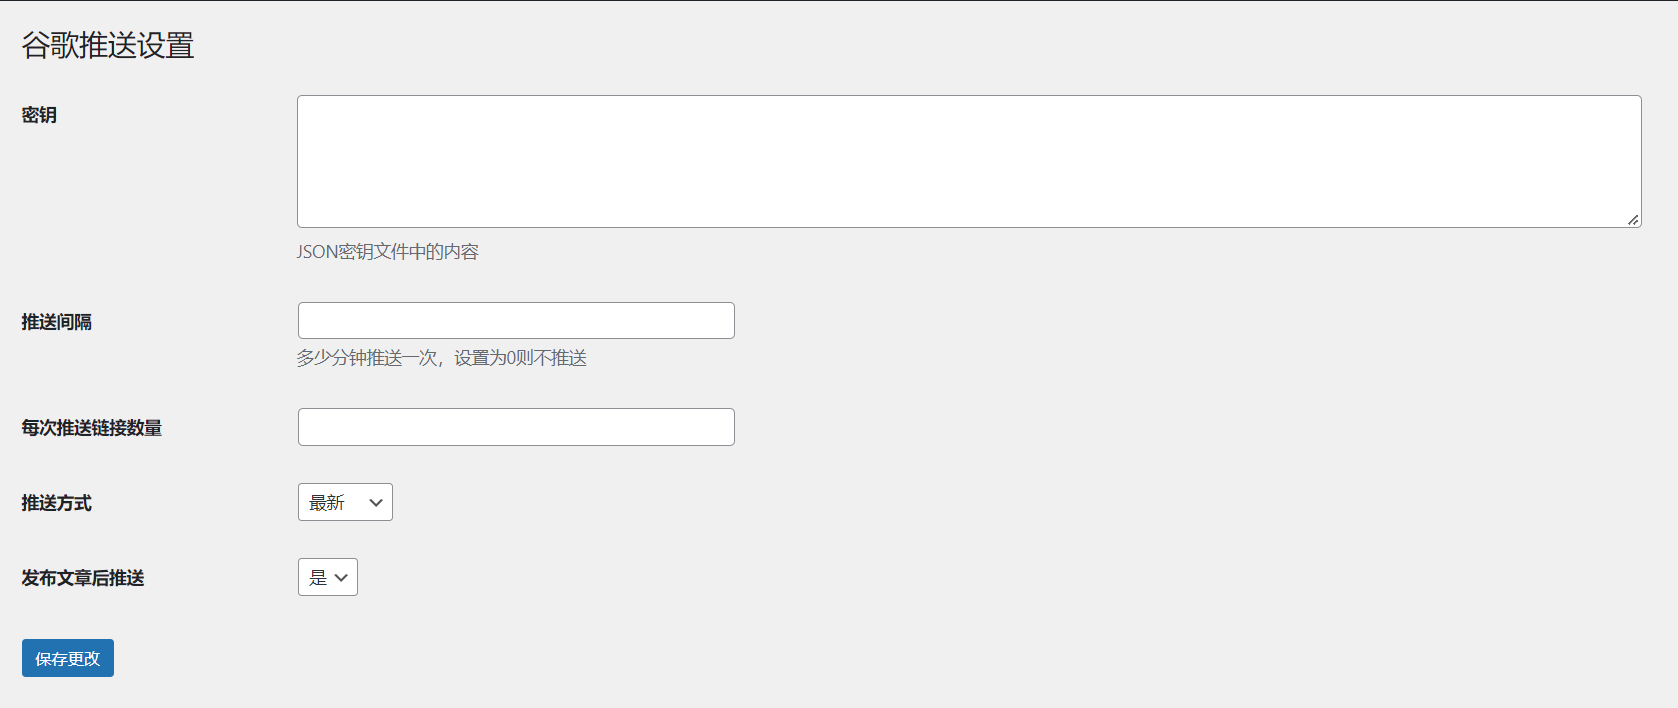 谷歌推送设置
密钥
JSON密钥文件中的内容
推送间隔
多少分钟推送一次，设置为0则不推送
每次推送链接数量
推送方式
最新
发布文章后推送
是
保存更改